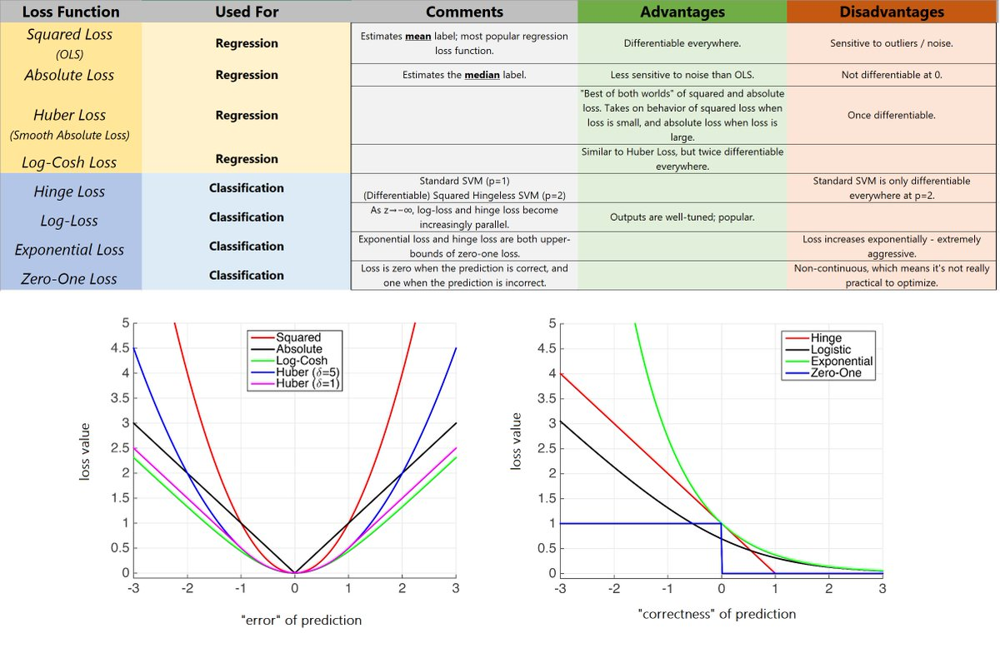 Loss Function Used For Comments Advantages Disadvantages
Squared Loss
(OLS)
Regression
Estimates mean label; most popular regression
loss function.
Differentiable everywhere.
Sensitive to outliers / noise.
Absolute Loss
Regression
Estimates the median label.
Less sensitive to noise than OLS.
Not differentiable at 0.
Huber Loss
(Smooth Absolute Loss)
Regression
"Best of both worlds" of squared and absolute
loss. Takes on behavior of squared loss when
loss is small, and absolute loss when loss is
large.
Once differentiable.
Log-Cosh Loss
Regression
Similar to Huber Loss, but twice differentiable
everywhere.
Hinge Loss
Classification
Standard SVM (p=1)
(Differentiable) Squared Hingeless SVM (p=2)
Standard SVM is only differentiable
everywhere at p=2.
Log-Loss
Classification
As z→-∞, log-loss and hinge loss become
increasingly parallel.
Outputs are well-tuned; popular.
Exponential Loss
Classification
Exponential loss and hinge loss are both upper-
bounds of zero-one loss.
Loss increases exponentially - extremely
aggressive.
Zero-One Loss
Classification
Loss is zero when the prediction is correct, and
one when the prediction is incorrect.
Non-continuous, which means it's not really
practical to optimize.
5
4.5
4
3.5
3
2.5
2
1.5
1
0.5
0
loss value
Squared
Absolute
Log-Cosh
Huber (δ=5)
Huber (δ=1)
-3 -2 -1 0 1 2 3
"error" of prediction
5
4.5
4
3.5
3
2.5
2
1.5
1
0.5
0
loss value
Hinge
Logistic
Exponential
Zero-One
-3 -2 -1 0 1 2 3
"correctness" of prediction